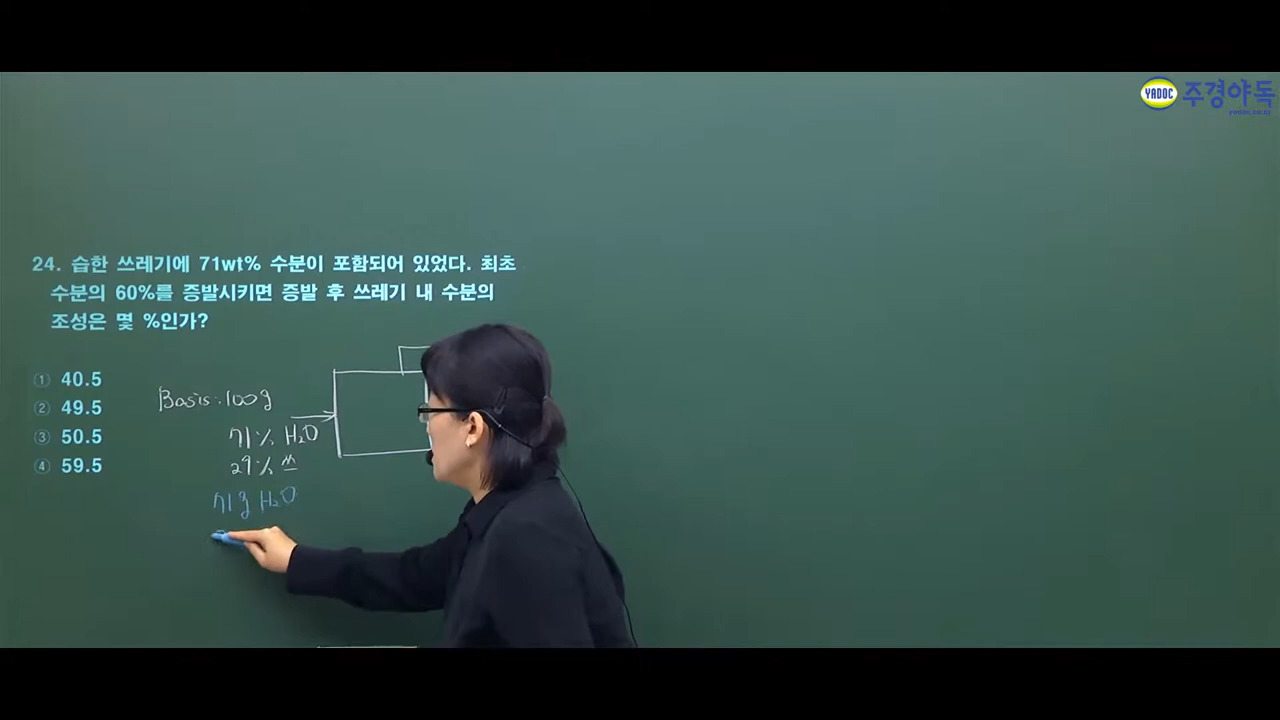 YADOC 주경야독
yadoc.co.kr
24. 습한 쓰레기에 71wt% 수분이 포함되어 있었다. 최초
수분의 60%를 증발시키면 증발 후 쓰레기 내 수분의
조성은 몇 %인가?
① 40.5
② 49.5
③ 50.5
④ 59.5
Basis: 100g
71% H₂O
29% 쓰
71g H₂O